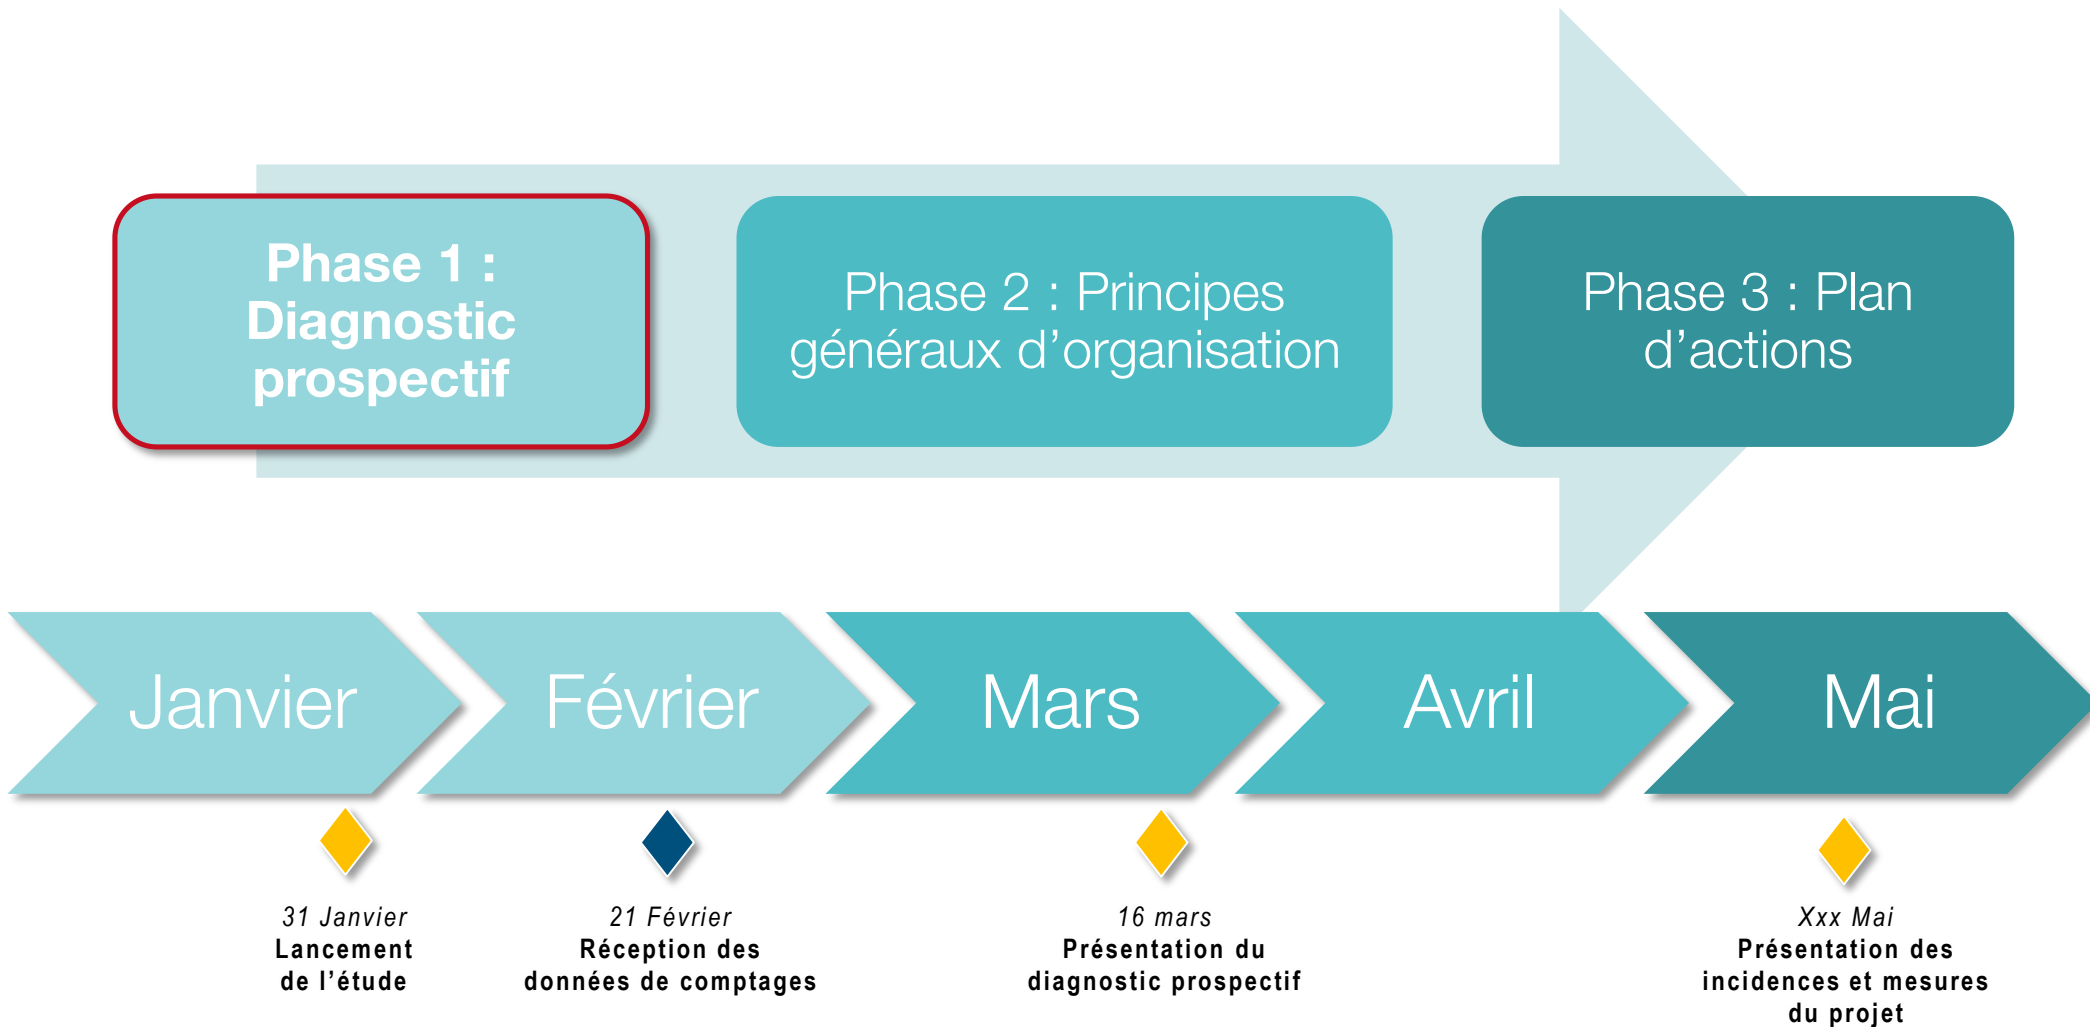 Phase 1 :
Diagnostic
prospectif
Phase 2 : Principes
généraux d’organisation
Phase 3 : Plan
d’actions
Janvier
Février
Mars
Avril
Mai
31 Janvier
Lancement
de l’étude
21 Février
Réception des
données de comptages
16 mars
Présentation du
diagnostic prospectif
Xxx Mai
Présentation des
incidences et mesures
du projet